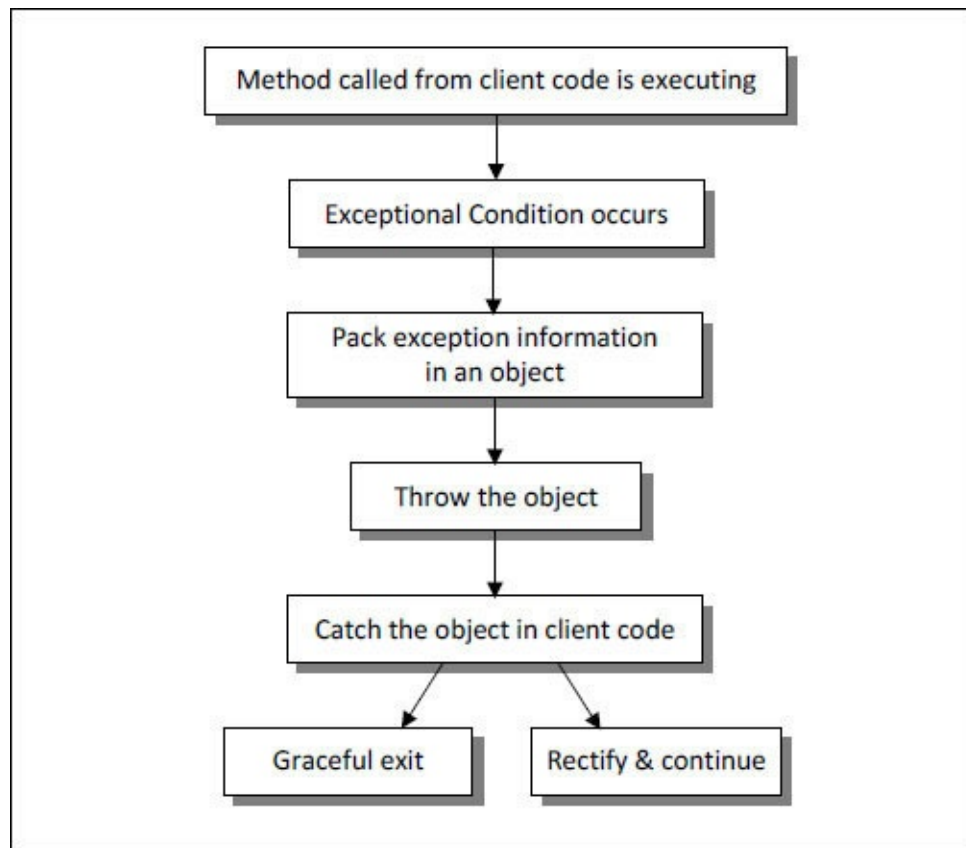 Method called from client code is executing
Exceptional Condition occurs
Pack exception information
in an object
Throw the object
Catch the object in client code
Graceful exit
Rectify & continue